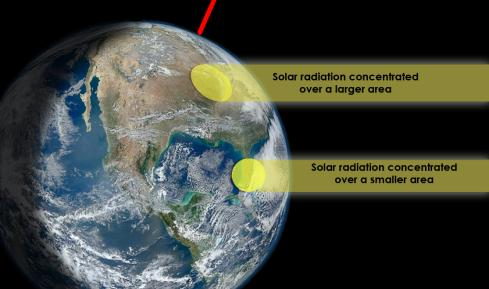 Solar radiation concentrated
over a larger area
Solar radiation concentrated
over a smaller area